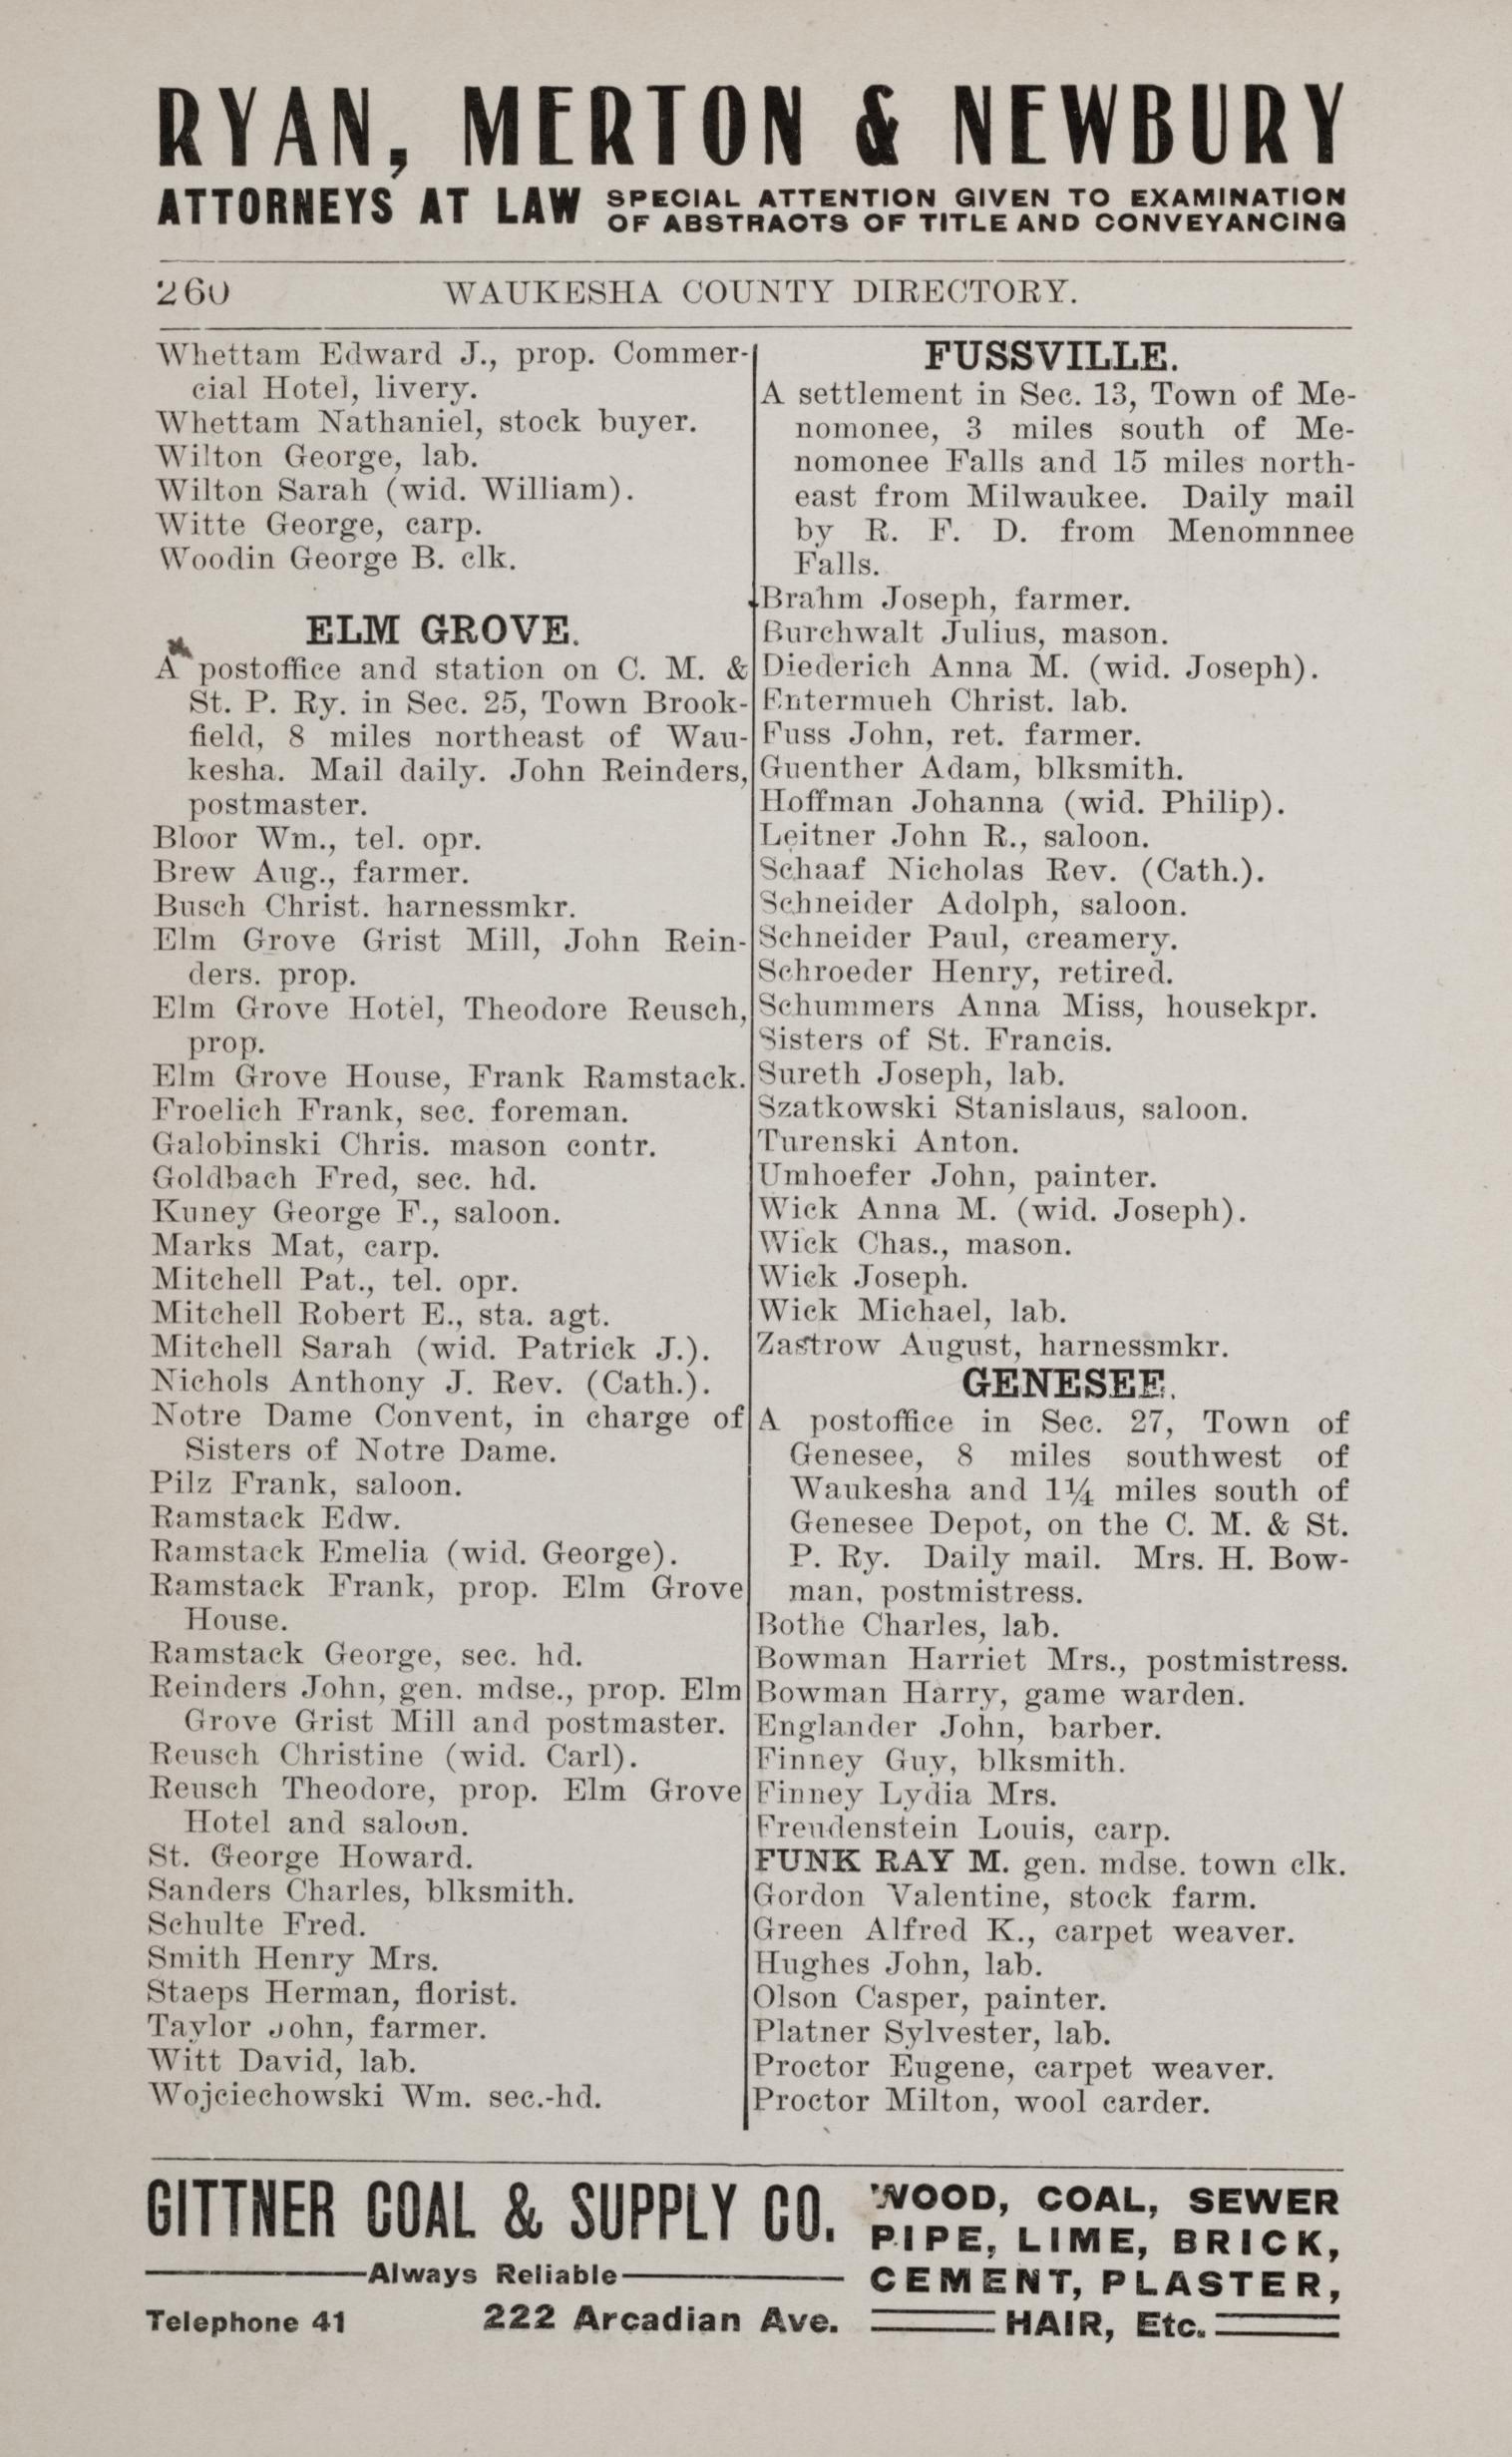 RYAN, MERTON & NEWBURY
ATTORNEYS AT LAW SPECIAL ATTENTION GIVEN TO EXAMINATION
OF ABSTRACTS OF TITLE AND CONVEYANCING
260 WAUKESHA COUNTY DIRECTORY.
Whettam Edward J., prop. Commer-
cial Hotel, livery.
Whettam Nathaniel, stock buyer.
Wilton George, lab.
Wilton Sarah (wid. William).
Witte George, carp.
Woodin George B. clk.
ELM GROVE.
A postoffice and station on C. M. &
St. P. Ry. in Sec. 25, Town Brook-
field, 8 miles northeast of Wau-
kesha. Mail daily. John Reinders,
postmaster.
Bloor Wm., tel. opr.
Brew Aug., farmer.
Busch Christ. harnessmkr.
Elm Grove Grist Mill, John Rein-
ders. prop.
Elm Grove Hotel, Theodore Reusch,
prop.
Elm Grove House, Frank Ramstack.
Froelich Frank, sec. foreman.
Galobinski Chris. mason contr.
Goldbach Fred, sec. hd.
Kuney George F., saloon.
Marks Mat, carp.
Mitchell Pat., tel. opr.
Mitchell Robert E., sta. agt.
Mitchell Sarah (wid. Patrick J.).
Nichols Anthony J. Rev. (Cath.).
Notre Dame Convent, in charge of
Sisters of Notre Dame.
Pilz Frank, saloon.
Ramstack Edw.
Ramstack Emelia (wid. George).
Ramstack Frank, prop. Elm Grove
House.
Ramstack George, sec. hd.
Reinders John, gen. mdse., prop. Elm
Grove Grist Mill and postmaster.
Reusch Christine (wid. Carl).
Reusch Theodore, prop. Elm Grove
Hotel and saloon.
St. George Howard.
Sanders Charles, blksmith.
Schulte Fred.
Smith Henry Mrs.
Staeps Herman, florist.
Taylor John, farmer.
Witt David, lab.
Wojciechowski Wm. sec.-hd.
FUSSVILLE.
A settlement in Sec. 13, Town of Me-
nomonee, 3 miles south of Me-
nomonee Falls and 15 miles north-
east from Milwaukee. Daily mail
by R. F. D. from Menomnnee
Falls.
Brahm Joseph, farmer.
Burchwalt Julius, mason.
Diederich Anna M. (wid. Joseph).
Entermueh Christ. lab.
Fuss John, ret. farmer.
Guenther Adam, blksmith.
Hoffman Johanna (wid. Philip).
Leitner John R., saloon.
Schaaf Nicholas Rev. (Cath.).
Schneider Adolph, saloon.
Schneider Paul, creamery.
Schroeder Henry, retired.
Schummers Anna Miss, housekpr.
Sisters of St. Francis.
Sureth Joseph, lab.
Szatkowski Stanislaus, saloon.
Turenski Anton.
Umhoefer John, painter.
Wick Anna M. (wid. Joseph).
Wick Chas., mason.
Wick Joseph.
Wick Michael, lab.
Zastrow August, harnessmkr.
GENESEE.
A postoffice in Sec. 27, Town of
Genesee, 8 miles southwest of
Waukesha and 1¼ miles south of
Genesee Depot, on the C. M. & St.
P. Ry. Daily mail. Mrs. H. Bow-
man, postmistress.
Bothe Charles, lab.
Bowman Harriet Mrs., postmistress.
Bowman Harry, game warden.
Englander John, barber.
Finney Guy, blksmith.
Finney Lydia Mrs.
Freudenstein Louis, carp.
FUNK RAY M. gen. mdse. town clk.
Gordon Valentine, stock farm.
Green Alfred K., carpet weaver.
Hughes John, lab.
Olson Casper, painter.
Platner Sylvester, lab.
Proctor Eugene, carpet weaver.
Proctor Milton, wool carder.
GITTNER COAL & SUPPLY CO.
Always Reliable
Telephone 41 222 Arcadian Ave.
WOOD, COAL, SEWER
PIPE, LIME, BRICK,
CEMENT, PLASTER,
HAIR, Etc.